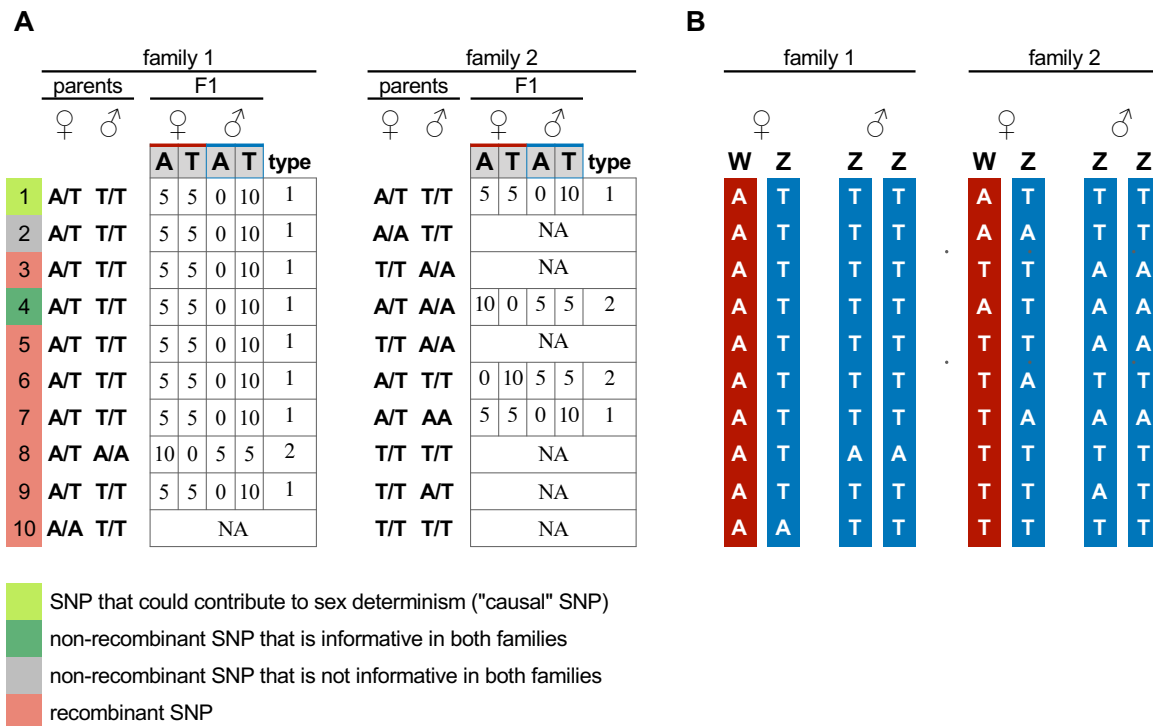 A
B
family 1 family 2
family 1 family 2
parents F1 parents F1
♀ ♂ ♀ ♂ ♀ ♂ ♀ ♂
♀ ♂ ♀ ♂
W Z Z Z W Z Z Z
A T A T type A T A T type
1 A/T T/T 5 5 0 10 1 A/T T/T 5 5 0 10 1 A T T T A T T T
2 A/T T/T 5 5 0 10 1 A/A T/T NA A T T T A A T T
3 A/T T/T 5 5 0 10 1 T/T A/A NA A T T T T T A A
4 A/T T/T 5 5 0 10 1 A/T A/A 10 0 5 5 2 A T T T A T A A
5 A/T T/T 5 5 0 10 1 T/T A/A NA A T T T T T A A
6 A/T T/T 5 5 0 10 1 A/T T/T 0 10 5 5 2 A T T T T A T T
7 A/T T/T 5 5 0 10 1 A/T AA 5 5 0 10 1 A T T T T A A A
8 A/T A/A 10 0 5 5 2 T/T T/T NA A T A A T T T T
9 A/T T/T 5 5 0 10 1 T/T A/T NA A T T T T T A T
10 A/A T/T NA T/T T/T NA A A T T T T T T
SNP that could contribute to sex determinism ("causal" SNP)
non-recombinant SNP that is informative in both families
non-recombinant SNP that is not informative in both families
recombinant SNP